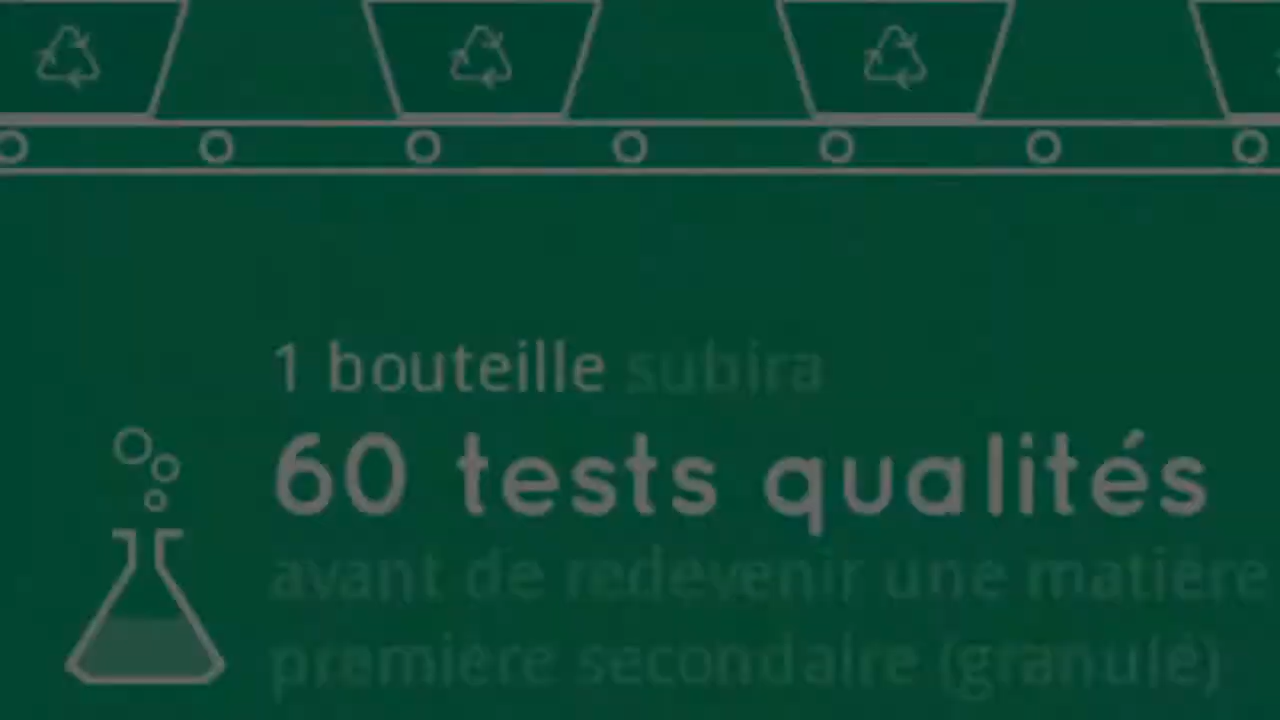 1 bouteille subira
60 tests qualités
avant de redevenir une matière
première secondaire (granulé)